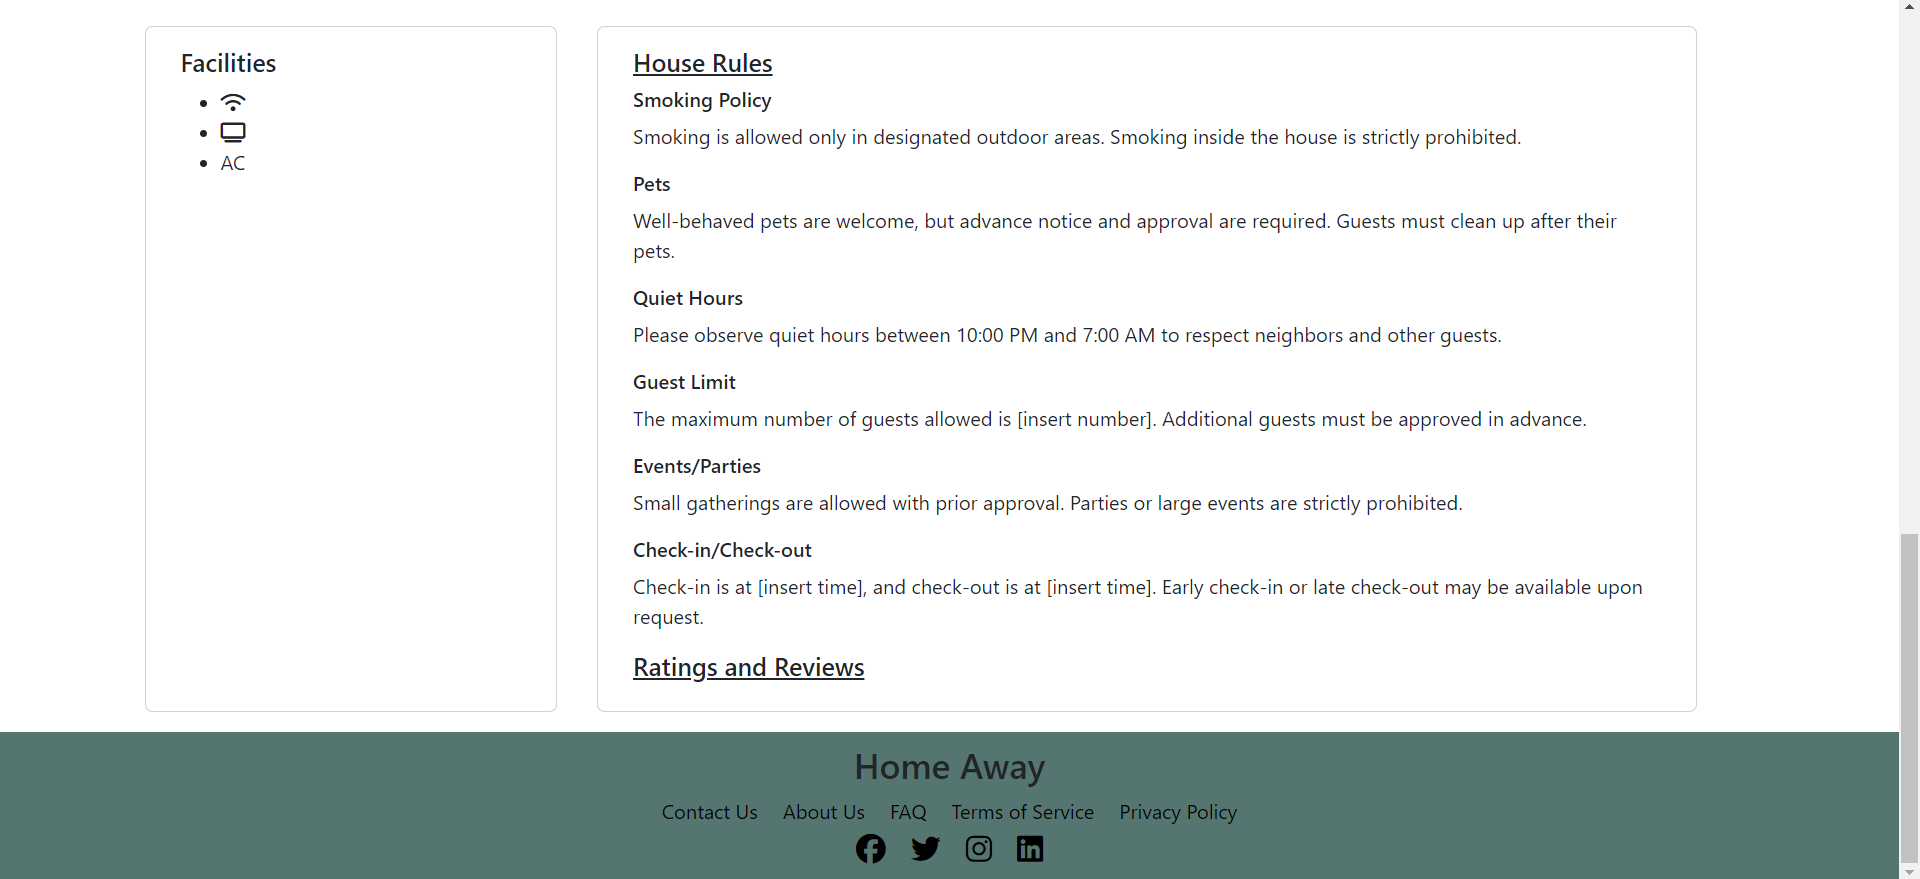 Facilities
AC
House Rules
Smoking Policy
Smoking is allowed only in designated outdoor areas. Smoking inside the house is strictly prohibited.
Pets
Well-behaved pets are welcome, but advance notice and approval are required. Guests must clean up after their
pets.
Quiet Hours
Please observe quiet hours between 10:00 PM and 7:00 AM to respect neighbors and other guests.
Guest Limit
The maximum number of guests allowed is [insert number]. Additional guests must be approved in advance.
Events/Parties
Small gatherings are allowed with prior approval. Parties or large events are strictly prohibited.
Check-in/Check-out
Check-in is at [insert time], and check-out is at [insert time]. Early check-in or late check-out may be available upon
request.
Ratings and Reviews
Home Away
Contact Us About Us FAQ Terms of Service Privacy Policy